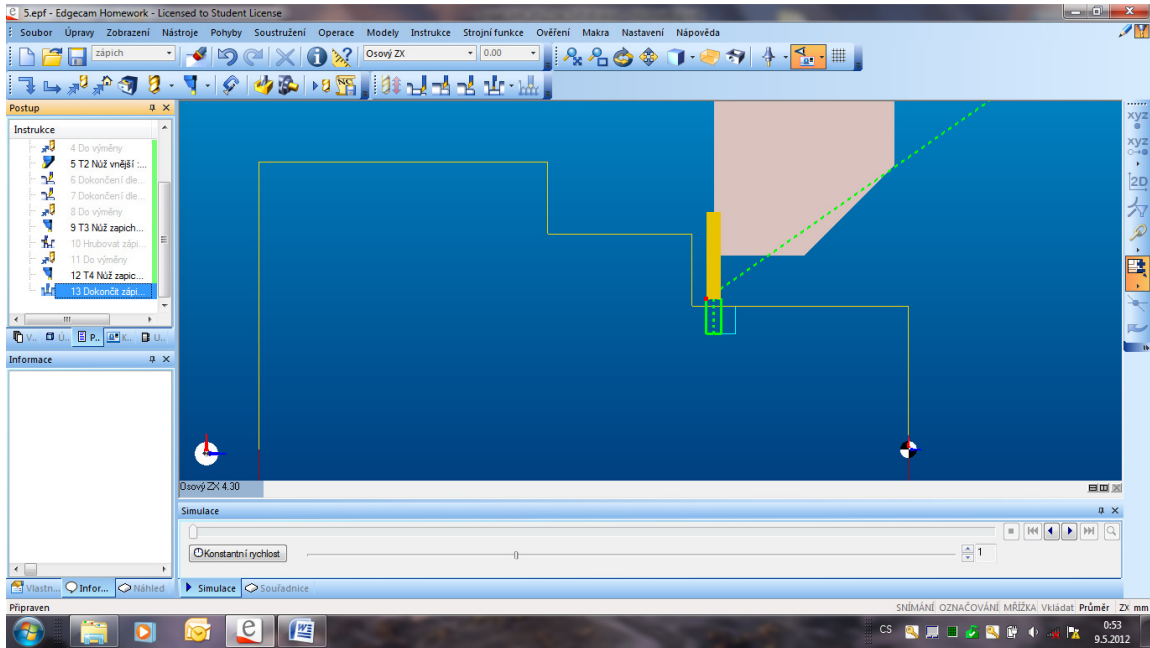 5.epf - Edgecam Homework - Licensed to Student License
Soubor Úpravy Zobrazení Nástroje Pohyby Soustružení Operace Modely Instrukce Strojní funkce Ověření Makra Nastavení Nápověda
zápich Osový ZX 0.00
Postup
Instrukce
4 Do výměny
5 T2 Nůž vnější :...
6 Dokončení dle...
7 Dokončení dle...
8 Do výměny
9 T3 Nůž zapich...
10 Hrubovat zápi...
11 Do výměny
12 T4 Nůž zapic...
13 Dokončit zápi...
V... Ú... P... K... U...
Informace
xyz
xyz
2D
Osový ZX 4.30
Simulace
Konstantní rychlost 1
Vlastn... Infor... Náhled Simulace Souřadnice
Připraven SNÍMÁNÍ OZNAČOVÁNÍ MŘÍŽKA Vkládat Průměr ZX mm
CS 0:53
9.5.2012